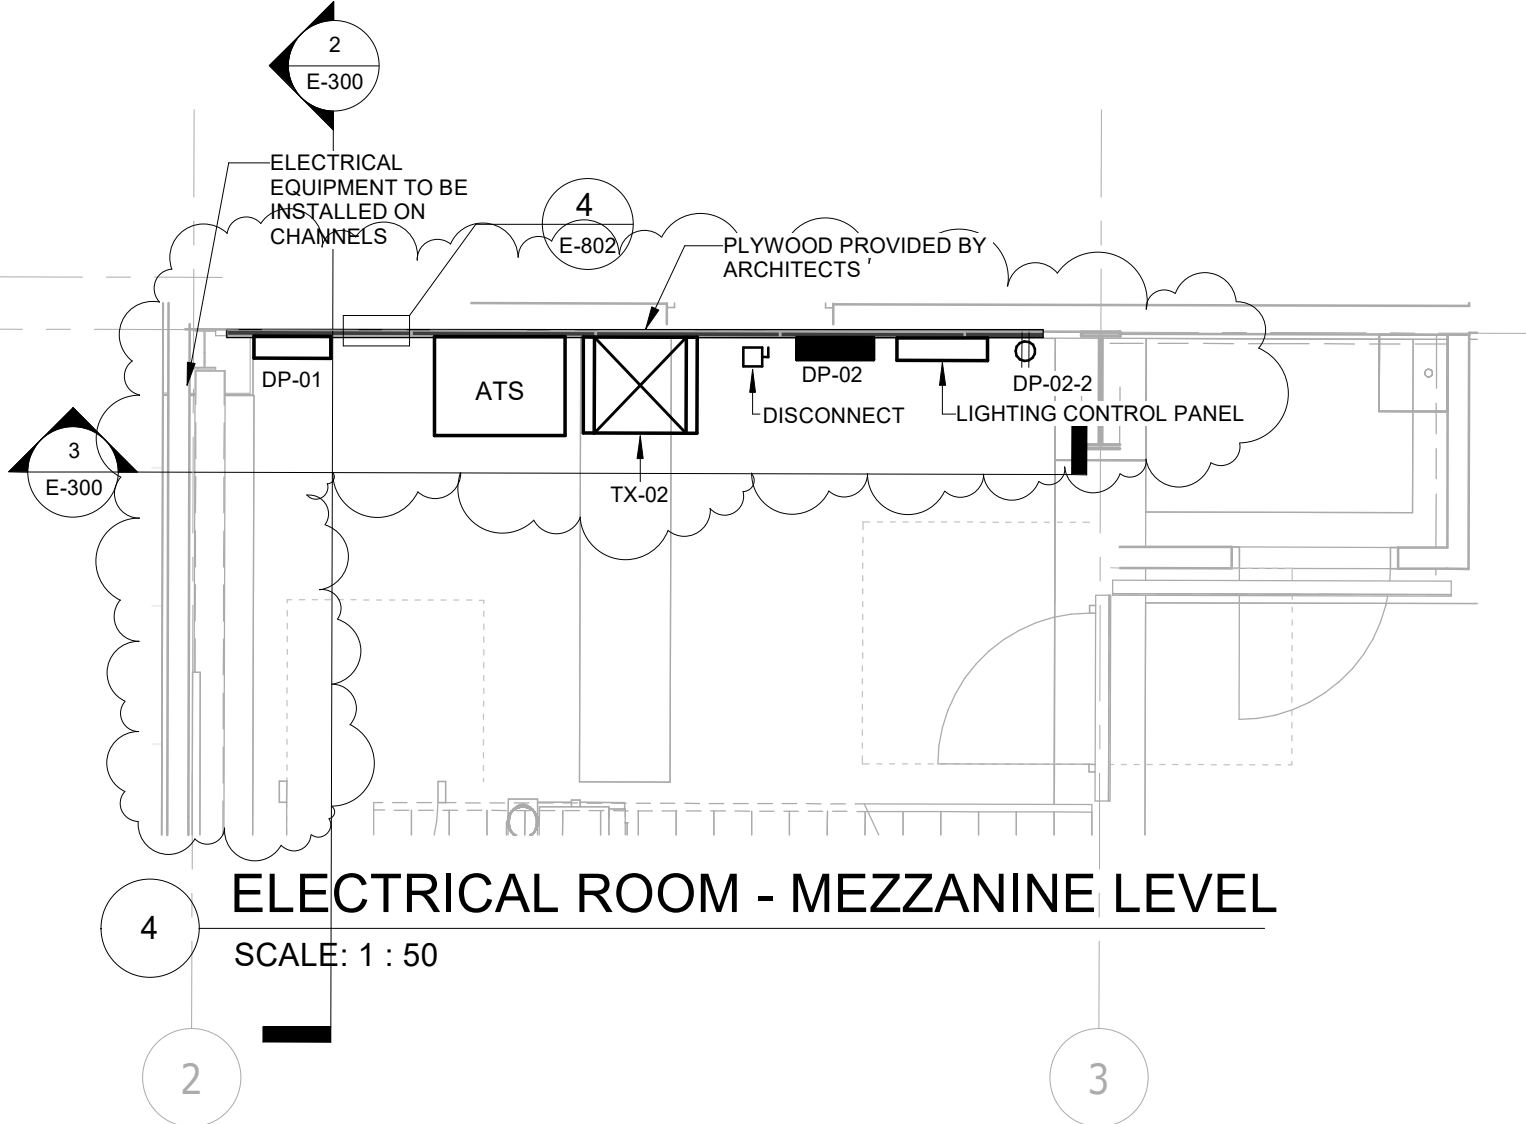 2
E-300
ELECTRICAL
EQUIPMENT TO BE
INSTALLED ON
CHANNELS
4
E-802
PLYWOOD PROVIDED BY
ARCHITECTS
DP-01
ATS
DP-02
DP-02-2
DISCONNECT
LIGHTING CONTROL PANEL
3
E-300
TX-02
ELECTRICAL ROOM - MEZZANINE LEVEL
4
SCALE: 1 : 50
2
3